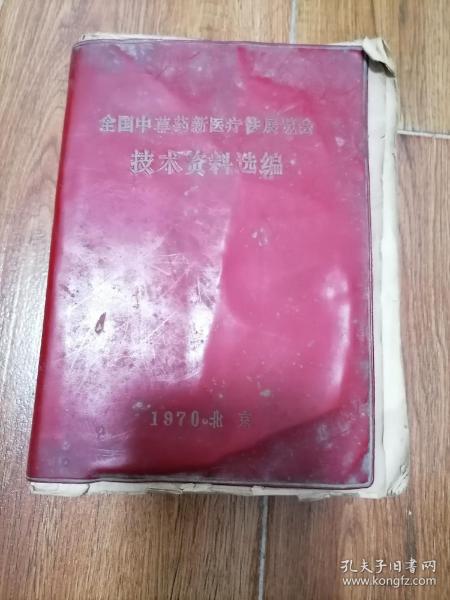 全国中草药新医疗法展览会
技术资料选编
1970·北京
孔夫子旧书网
www.kongfz.com